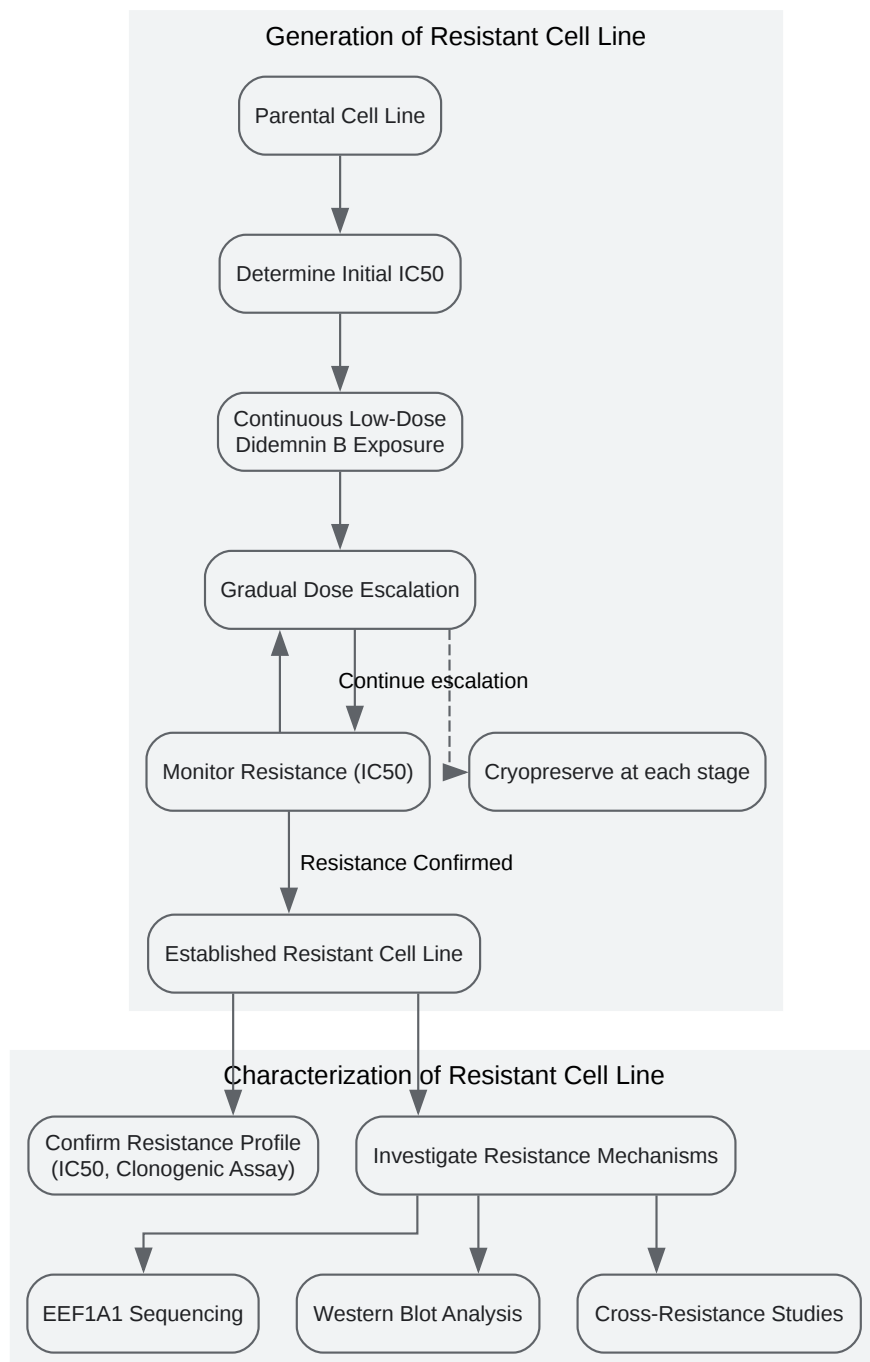 Generation of Resistant Cell Line
Parental Cell Line
Determine Initial IC50
Continuous Low-Dose
Didemnin B Exposure
Gradual Dose Escalation
Continue escalation
Monitor Resistance (IC50)
Cryopreserve at each stage
Resistance Confirmed
Established Resistant Cell Line
Characterization of Resistant Cell Line
Confirm Resistance Profile
(IC50, Clonogenic Assay)
Investigate Resistance Mechanisms
EEF1A1 Sequencing
Western Blot Analysis
Cross-Resistance Studies